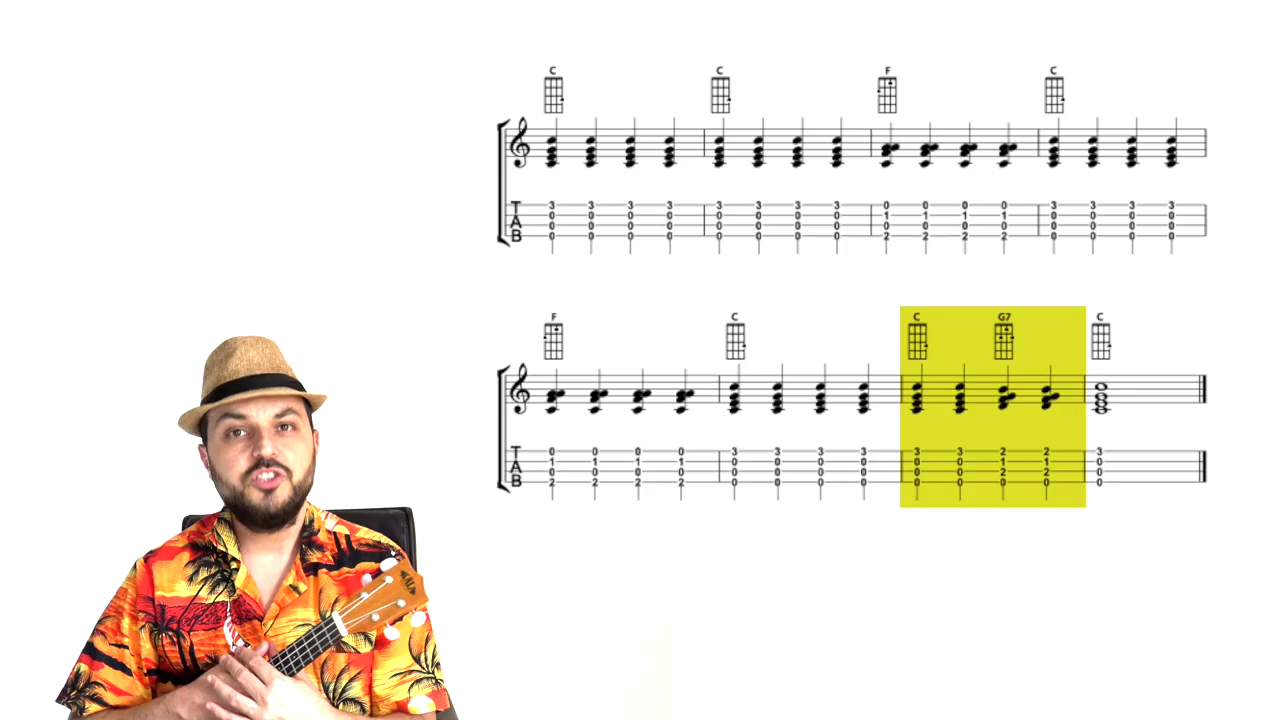 C C F C
T 3 3 3 3 3 3 3 3 0 0 0 0 3 3 3 3
0 0 0 0 0 0 0 0 1 1 1 1 0 0 0 0
A 0 0 0 0 0 0 0 0 0 0 0 0 0 0 0 0
B 0 0 0 0 0 0 0 0 2 2 2 2 0 0 0 0
F C C G7 C
T 0 0 0 0 3 3 3 3 3 3 2 2 3
1 1 1 1 0 0 0 0 0 0 1 1 0
A 0 0 0 0 0 0 0 0 0 0 2 2 0
B 2 2 2 2 0 0 0 0 0 0 0 0 0
KALA